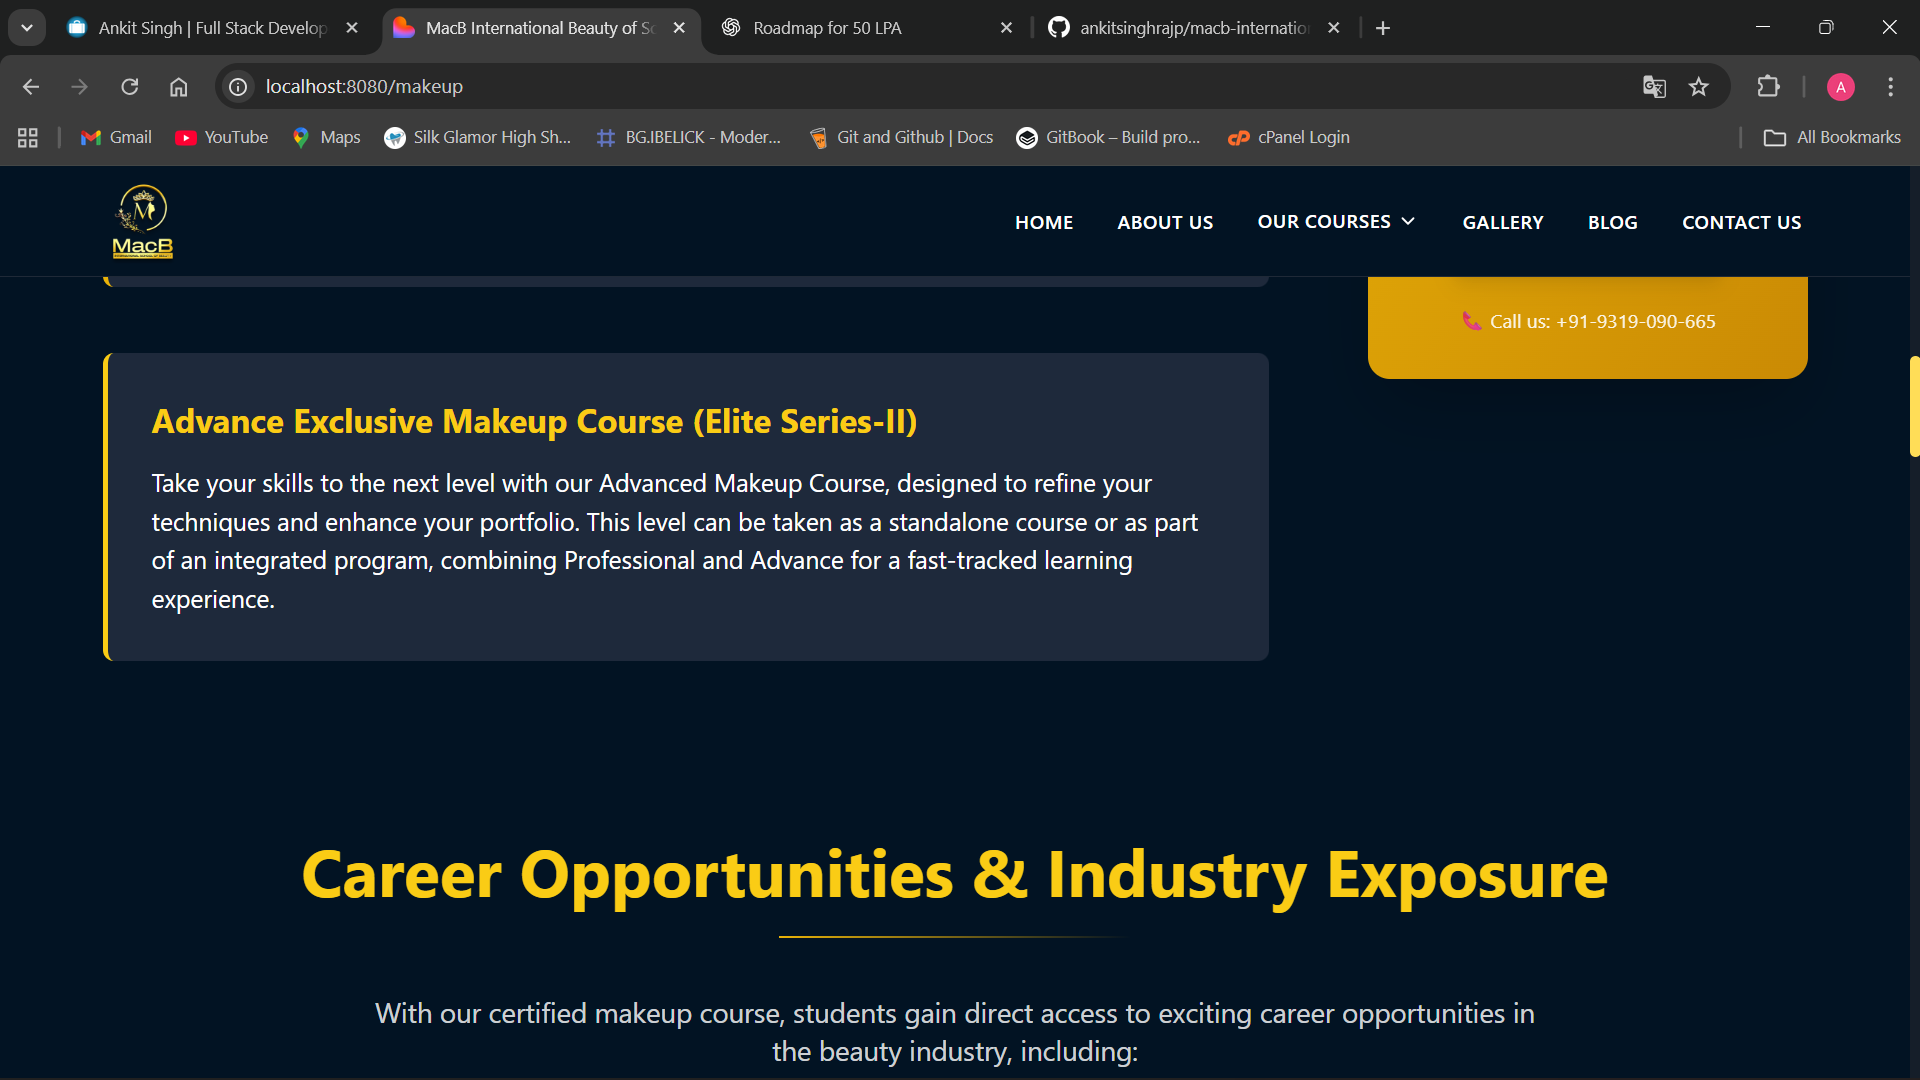 Ankit Singh | Full Stack Develop
MacB International Beauty of Sc
Roadmap for 50 LPA
ankitsinghrajp/macb-internatio
localhost:8080/makeup
A
Gmail
YouTube
Maps
Silk Glamor High Sh...
BG.IBELICK - Moder...
Git and Github | Docs
GitBook – Build pro...
cPanel Login
All Bookmarks
M
MacB
HOME
ABOUT US
OUR COURSES
GALLERY
BLOG
CONTACT US
Call us: +91-9319-090-665
Advance Exclusive Makeup Course (Elite Series-II)
Take your skills to the next level with our Advanced Makeup Course, designed to refine your
techniques and enhance your portfolio. This level can be taken as a standalone course or as part
of an integrated program, combining Professional and Advance for a fast-tracked learning
experience.
Career Opportunities & Industry Exposure
With our certified makeup course, students gain direct access to exciting career opportunities in
the beauty industry, including: